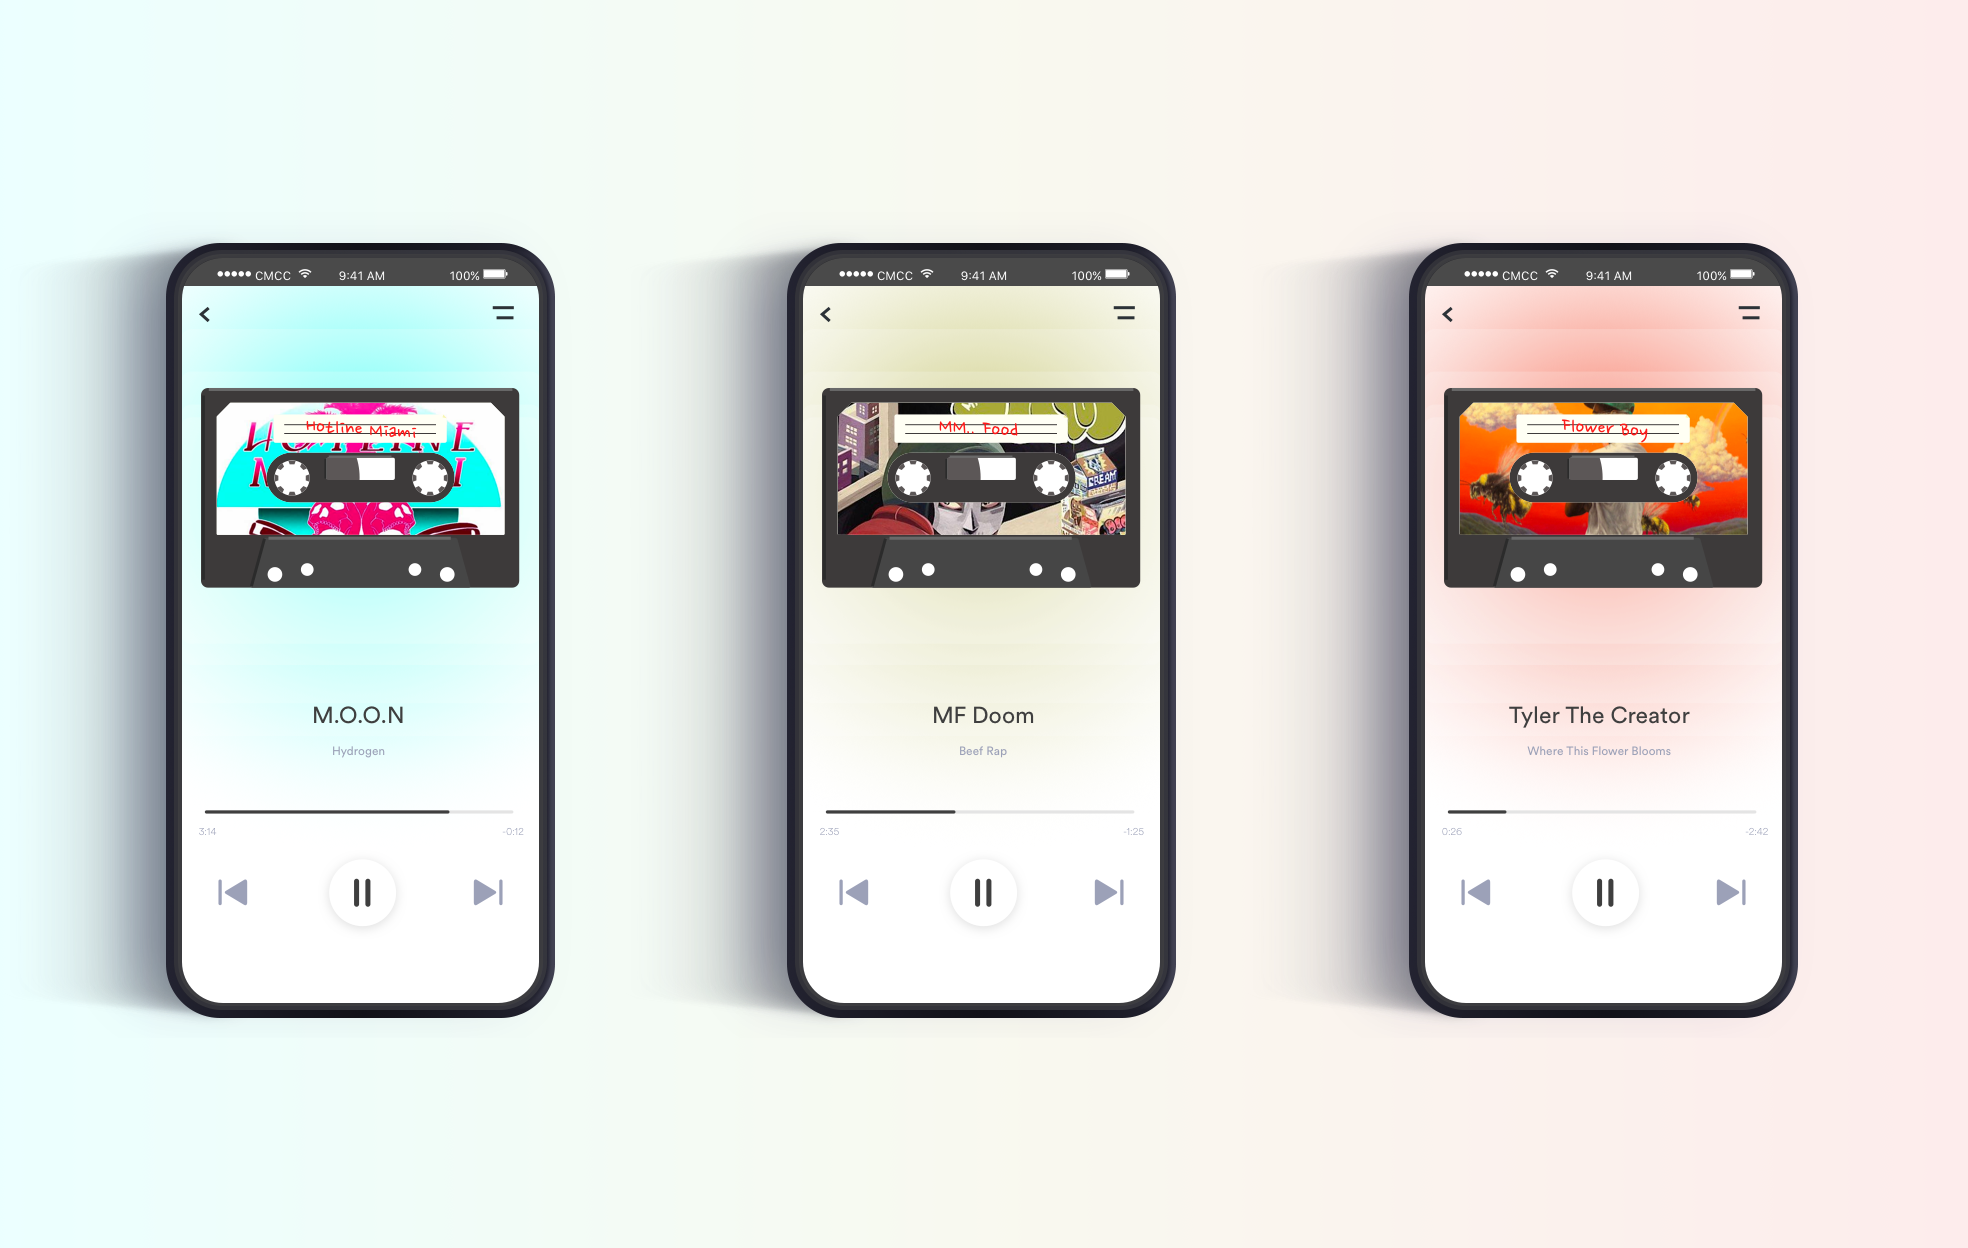 CMCC 9:41 AM 100%
HOTLINE
Hotline Miami
M I
M.O.O.N
Hydrogen
3:14 -0:12
CMCC 9:41 AM 100%
MM.. Food
CREAM
MF Doom
Beef Rap
2:35 -1:25
CMCC 9:41 AM 100%
Flower Boy
Tyler The Creator
Where This Flower Blooms
0:26 -2:42